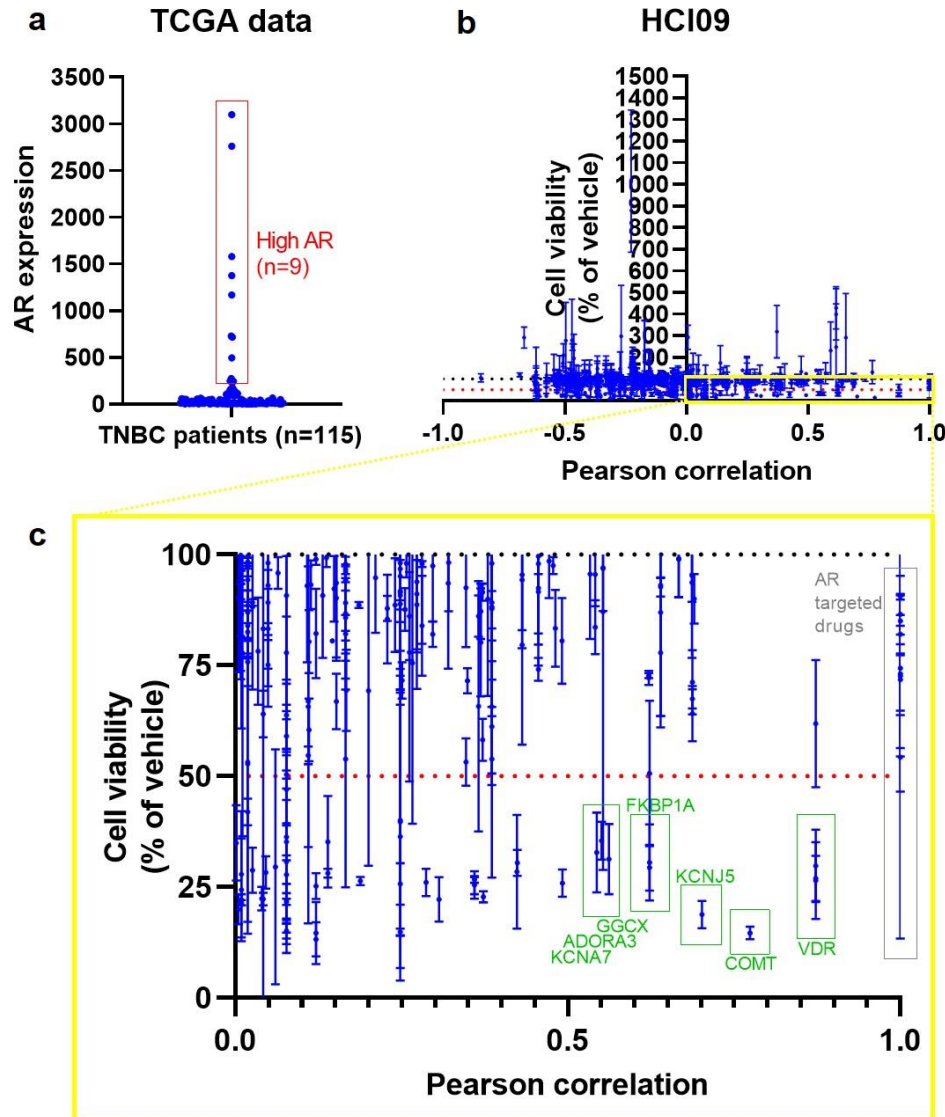 a
TCGA data
3500
3000
2500
2000
1500
1000
500
0
AR expression
High AR
(n=9)
TNBC patients (n=115)
b
HCI09
1500
1400
1300
1200
1100
1000
900
800
700
600
500
400
300
200
Cell viability
(% of vehicle)
-1.0
-0.5
0.0
0.5
1.0
Pearson correlation
c
100
75
50
25
0
Cell viability
(% of vehicle)
AR
targeted
drugs
FKBP1A
KCNJ5
GGCX
ADORA3
KCNA7
COMT
VDR
0.0
0.5
1.0
Pearson correlation